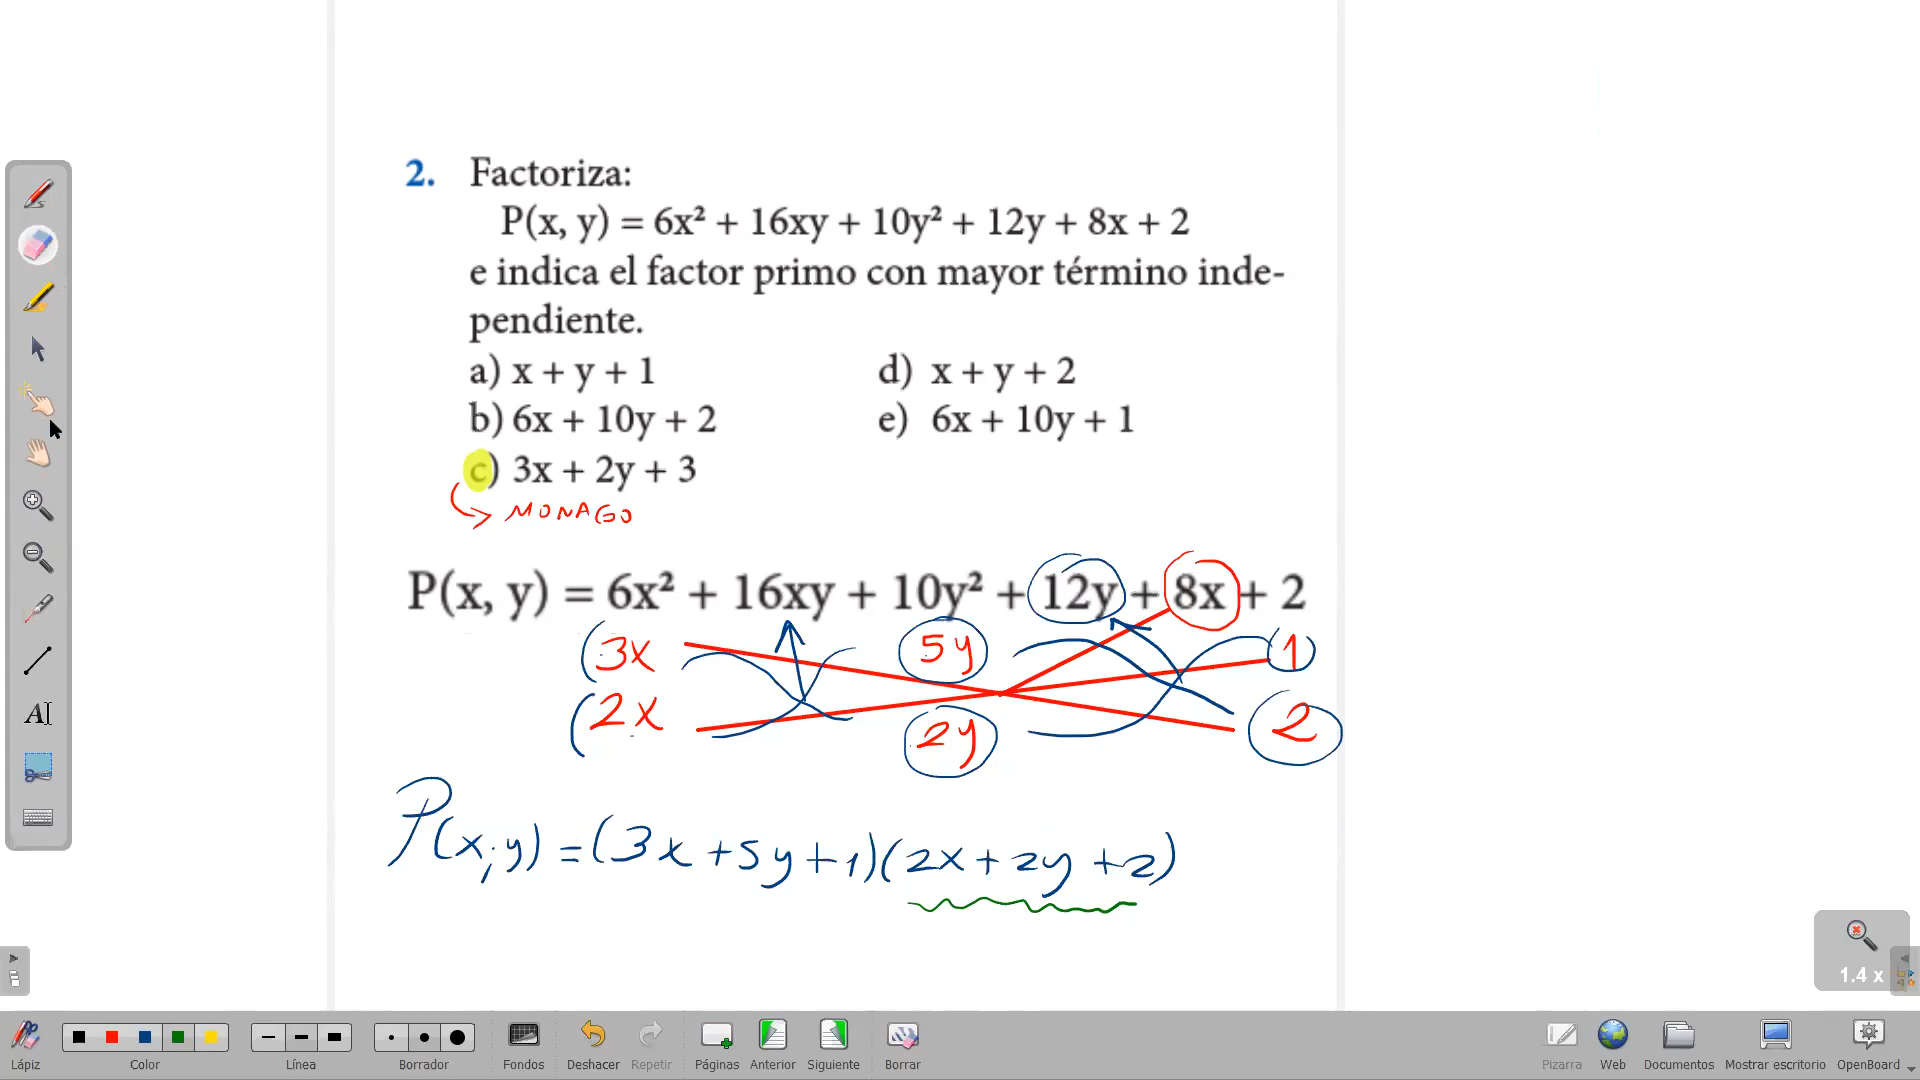 2. Factoriza:
P(x, y) = 6x² + 16xy + 10y² + 12y + 8x + 2
e indica el factor primo con mayor término inde-
pendiente.
a) x + y + 1
d) x + y + 2
b) 6x + 10y + 2
e) 6x + 10y + 1
c) 3x + 2y + 3
MONAGO
P(x, y) = 6x² + 16xy + 10y² + 12y + 8x + 2
(3x 5y 1)
(2x 2y 2
P(x;y) = (3x+5y+1)(2x+2y+2)
1.4 x
Lápiz
Color
Línea
Borrador
Fondos
Deshacer
Repetir
Páginas
Anterior
Siguiente
Borrar
Pizarra
Web
Documentos
Mostrar escritorio
OpenBoard